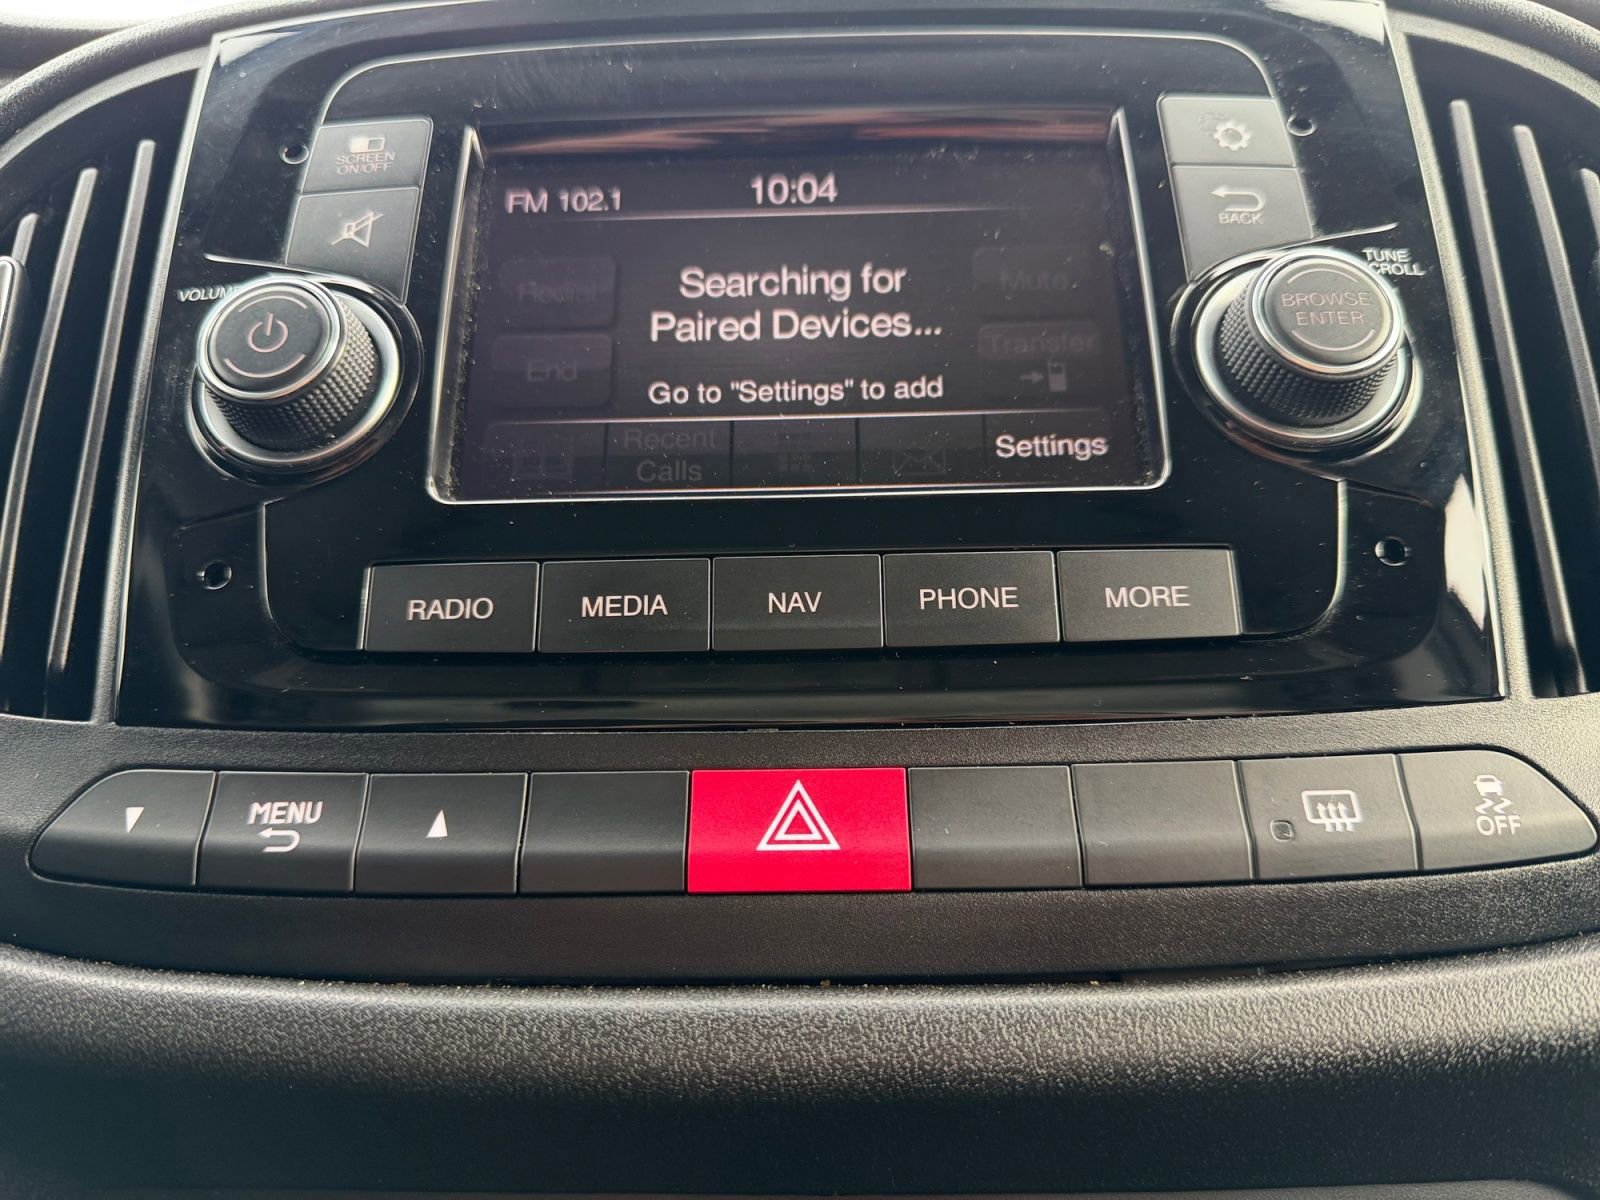 SCREEN
ON/OFF
VOLUME
FM 102.1
10:04
Searching for
Paired Devices...
Go to "Settings" to add
Redial
End
Mute
Transfer
Recent
Calls
Settings
BACK
TUNE
SCROLL
BROWSE
ENTER
RADIO
MEDIA
NAV
PHONE
MORE
MENU
OFF